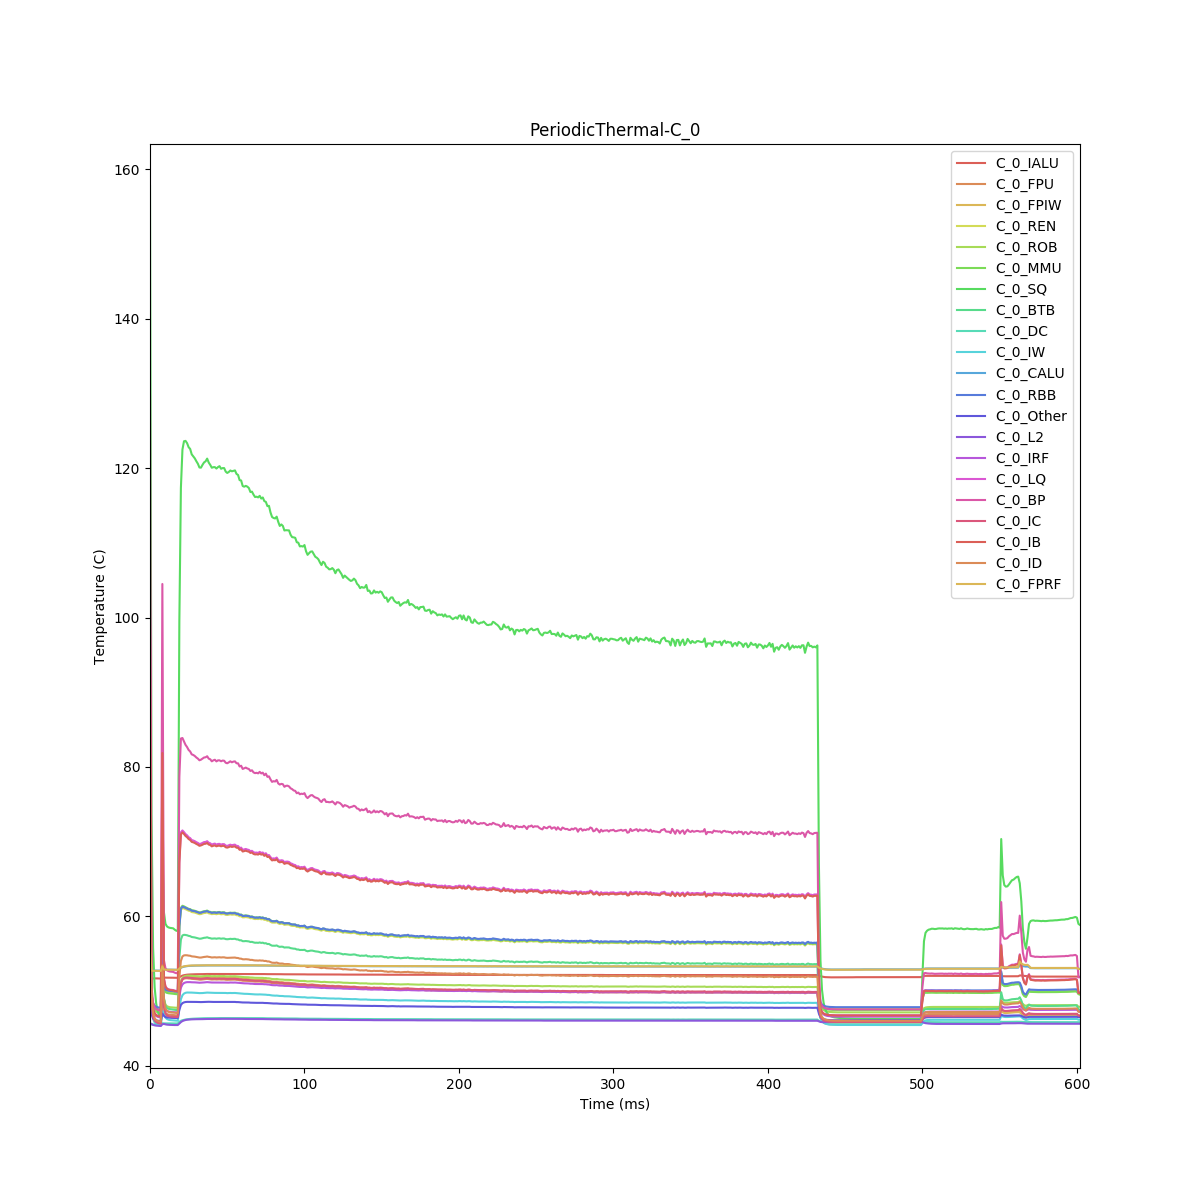 PeriodicThermal-C_0
160
140
120
100
80
60
40
Temperature (C)
0 100 200 300 400 500 600
Time (ms)
C_0_IALU
C_0_FPU
C_0_FPIW
C_0_REN
C_0_ROB
C_0_MMU
C_0_SQ
C_0_BTB
C_0_DC
C_0_IW
C_0_CALU
C_0_RBB
C_0_Other
C_0_L2
C_0_IRF
C_0_LQ
C_0_BP
C_0_IC
C_0_IB
C_0_ID
C_0_FPRF